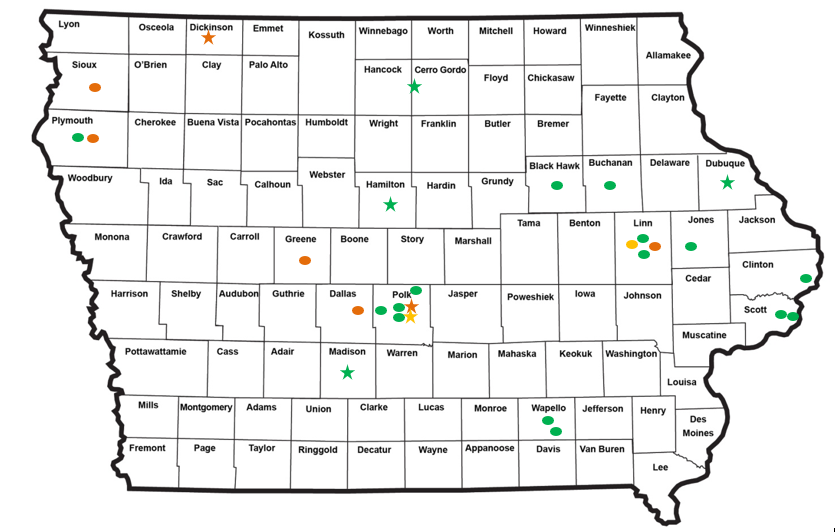 Lyon Osceola Dickinson Emmet Kossuth Winnebago Worth Mitchell Howard Winneshiek Allamakee
Sioux O'Brien Clay Palo Alto Hancock Cerro Gordo Floyd Chickasaw
Fayette Clayton
Plymouth Cherokee Buena Vista Pocahontas Humboldt Wright Franklin Butler Bremer
Black Hawk Buchanan Delaware Dubuque
Woodbury Ida Sac Calhoun Webster Hamilton Hardin Grundy
Tama Benton Linn Jones Jackson
Monona Crawford Carroll Greene Boone Story Marshall
Clinton
Cedar
Harrison Shelby Audubon Guthrie Dallas Polk Jasper Poweshiek Iowa Johnson
Scott
Muscatine
Pottawattamie Cass Adair Madison Warren Marion Mahaska Keokuk Washington
Louisa
Mills Montgomery Adams Union Clarke Lucas Monroe Wapello Jefferson Henry
Des
Moines
Fremont Page Taylor Ringgold Decatur Wayne Appanoose Davis Van Buren
Lee